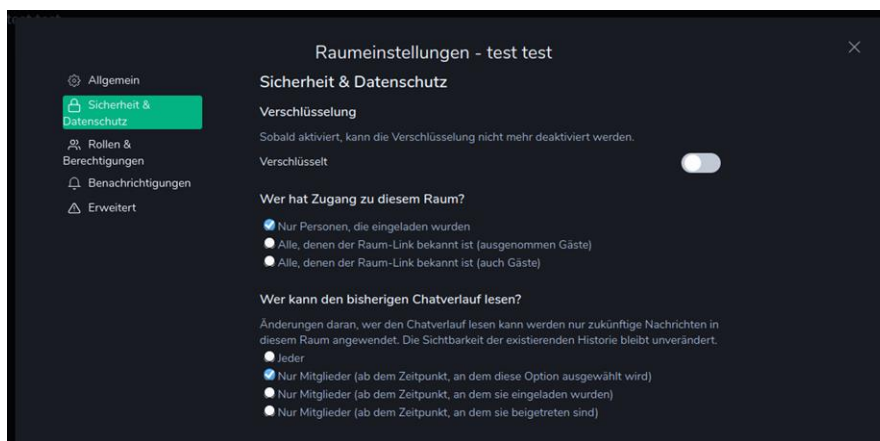 Raumeinstellungen - test test
Allgemein
Sicherheit &
Datenschutz
Rollen &
Berechtigungen
Benachrichtigungen
Erweitert
Sicherheit & Datenschutz
Verschlüsselung
Sobald aktiviert, kann die Verschlüsselung nicht mehr deaktiviert werden.
Verschlüsselt
Wer hat Zugang zu diesem Raum?
Nur Personen, die eingeladen wurden
Alle, denen der Raum-Link bekannt ist (ausgenommen Gäste)
Alle, denen der Raum-Link bekannt ist (auch Gäste)
Wer kann den bisherigen Chatverlauf lesen?
Änderungen daran, wer den Chatverlauf lesen kann werden nur zukünftige Nachrichten in
diesem Raum angewendet. Die Sichtbarkeit der existierenden Historie bleibt unverändert.
Jeder
Nur Mitglieder (ab dem Zeitpunkt, an dem diese Option ausgewählt wird)
Nur Mitglieder (ab dem Zeitpunkt, an dem sie eingeladen wurden)
Nur Mitglieder (ab dem Zeitpunkt, an dem sie beigetreten sind)